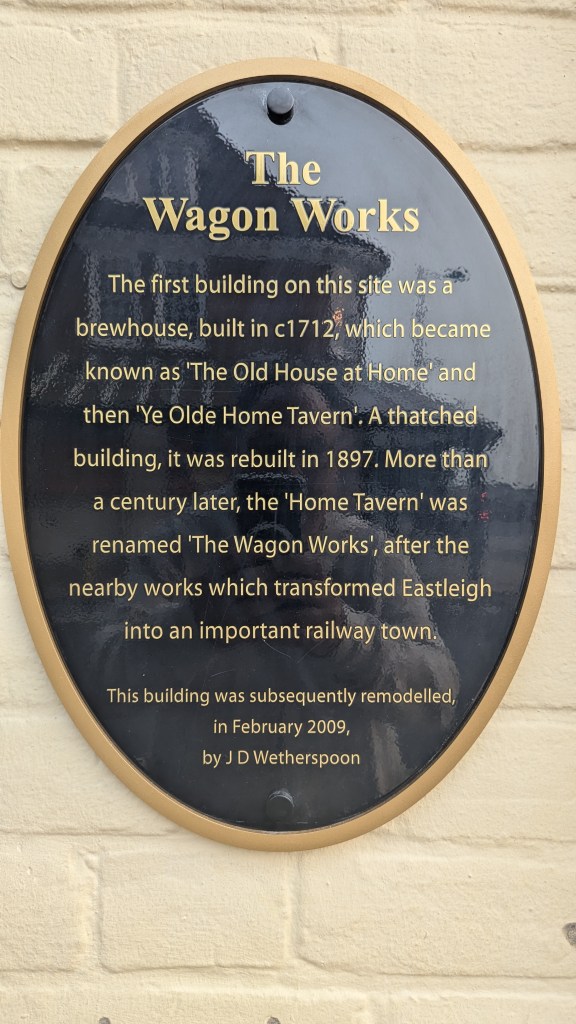 The
Wagon Works
The first building on this site was a
brewhouse, built in c1712, which became
known as 'The Old House at Home' and
then 'Ye Olde Home Tavern'. A thatched
building, it was rebuilt in 1897. More than
a century later, the 'Home Tavern' was
renamed 'The Wagon Works', after the
nearby works which transformed Eastleigh
into an important railway town.
This building was subsequently remodelled,
in February 2009,
by J D Wetherspoon